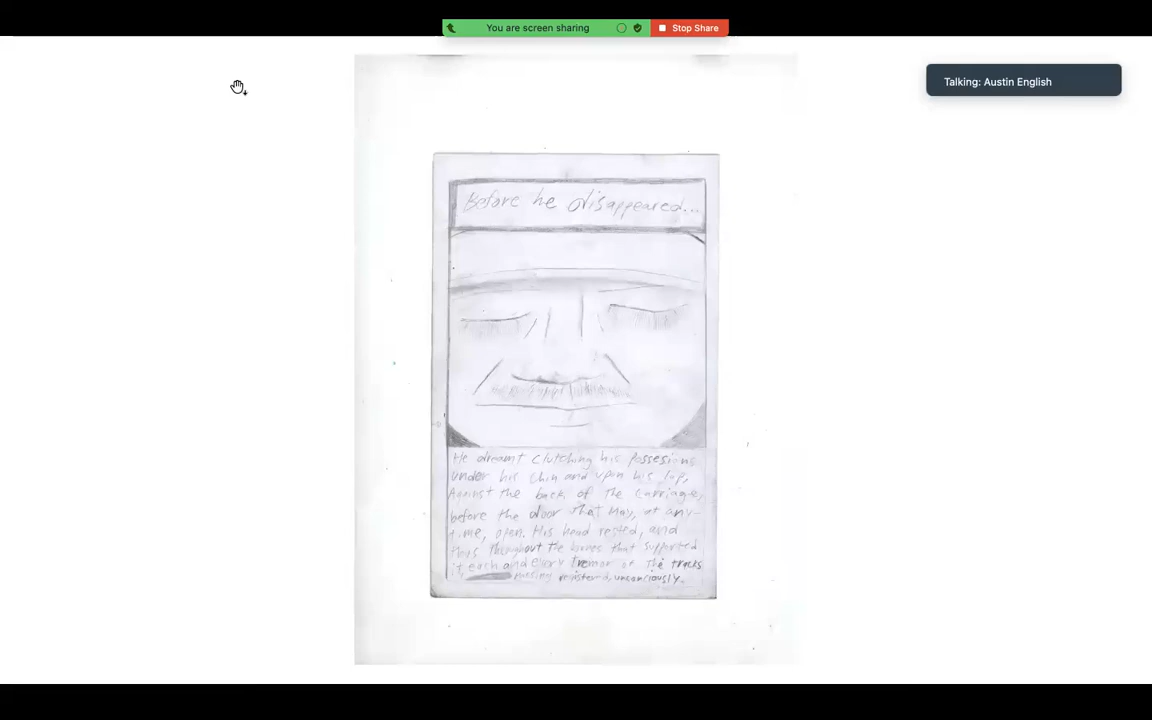 You are screen sharing
Stop Share
Talking: Austin English
Before he disappeared...
He dreamt clutching his possesions
under his chin and upon his lap,
Against the back of the carriage,
before the door that may, at any-
time, open. His head rested, and
thus throughout the bones that supported
it, each and every tremor of the tracks
registerd, unconsciously.